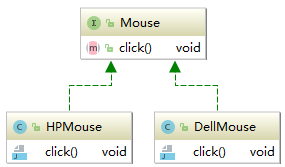 I Mouse
m click() void
C HPMouse
click() void
C DellMouse
click() void